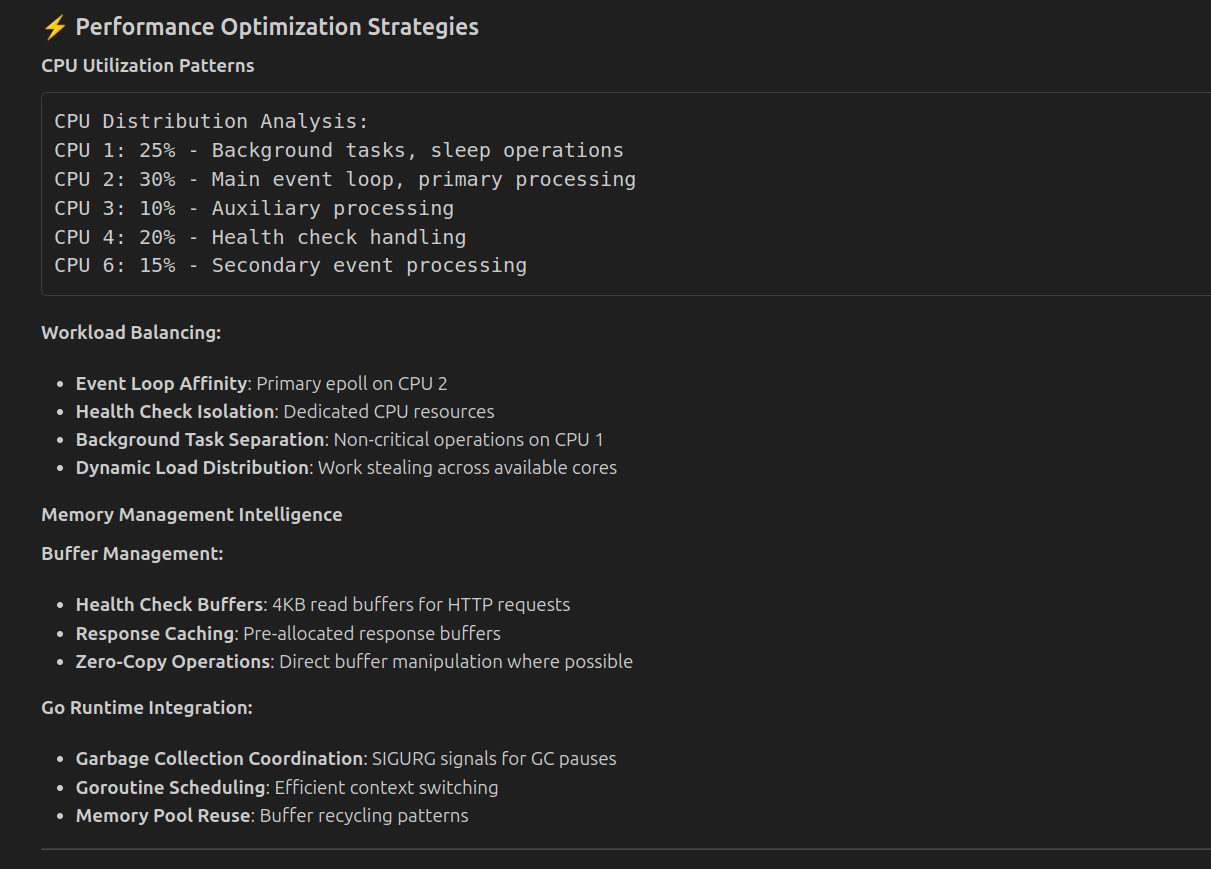 ⚡ Performance Optimization Strategies
CPU Utilization Patterns
CPU Distribution Analysis:
CPU 1: 25% - Background tasks, sleep operations
CPU 2: 30% - Main event loop, primary processing
CPU 3: 10% - Auxiliary processing
CPU 4: 20% - Health check handling
CPU 6: 15% - Secondary event processing
Workload Balancing:
• Event Loop Affinity: Primary epoll on CPU 2
• Health Check Isolation: Dedicated CPU resources
• Background Task Separation: Non-critical operations on CPU 1
• Dynamic Load Distribution: Work stealing across available cores
Memory Management Intelligence
Buffer Management:
• Health Check Buffers: 4KB read buffers for HTTP requests
• Response Caching: Pre-allocated response buffers
• Zero-Copy Operations: Direct buffer manipulation where possible
Go Runtime Integration:
• Garbage Collection Coordination: SIGURG signals for GC pauses
• Goroutine Scheduling: Efficient context switching
• Memory Pool Reuse: Buffer recycling patterns